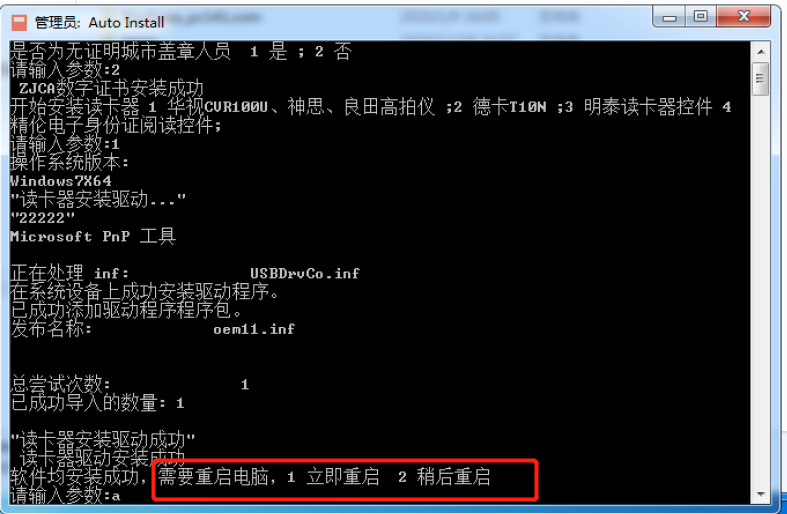 管理员: Auto Install
是否为无证明城市盖章人员 1 是 ; 2 否
请输入参数:2
ZJCA数字证书安装成功
开始安装读卡器 1 华视CVR100U、神思、良田高拍仪 ;2 德卡T10N ;3 明泰读卡器控件 4
精伦电子身份证阅读控件;
请输入参数:1
操作系统版本:
Windows7X64
"读卡器安装驱动..."
"22222"
Microsoft PnP 工具
正在处理 inf: USBDrvCo.inf
在系统设备上成功安装驱动程序。
已成功添加驱动程序程序包。
发布名称: oem11.inf
总尝试次数: 1
已成功导入的数量: 1
"读卡器安装驱动成功"
读卡器驱动安装成功
软件均安装成功, 需要重启电脑, 1 立即重启 2 稍后重启
请输入参数:a